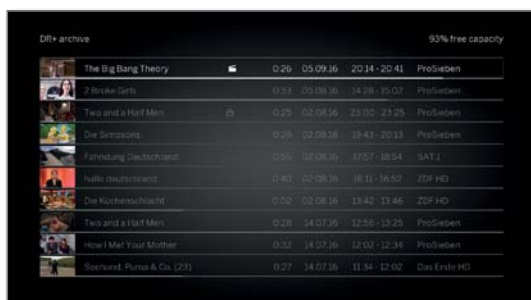 DR+ archive 93% free capacity
The Big Bang Theory 0:26 05.09.16 20:14 - 20:41 ProSieben
2 Broke Girls 0:33 05.09.16 14:28 - 15:02 ProSieben
Two and a Half Men 0:25 02.08.16 23:00 - 23:25 ProSieben
Die Simpsons 0:29 02.08.16 19:43 - 20:13 ProSieben
Fahndung Deutschland 0:56 02.08.16 17:57 - 18:54 SAT.1
hallo deutschland 0:40 02.08.16 16:11 - 16:52 ZDF HD
Die Küchenschlacht 0:02 02.08.16 13:42 - 13:46 ZDF HD
Two and a Half Men 0:28 14.07.16 12:56 - 13:25 ProSieben
How I Met Your Mother 0:32 14.07.16 12:02 - 12:34 ProSieben
Seehund, Puma & Co. (23) 0:27 14.07.16 11:34 - 12:02 Das Erste HD